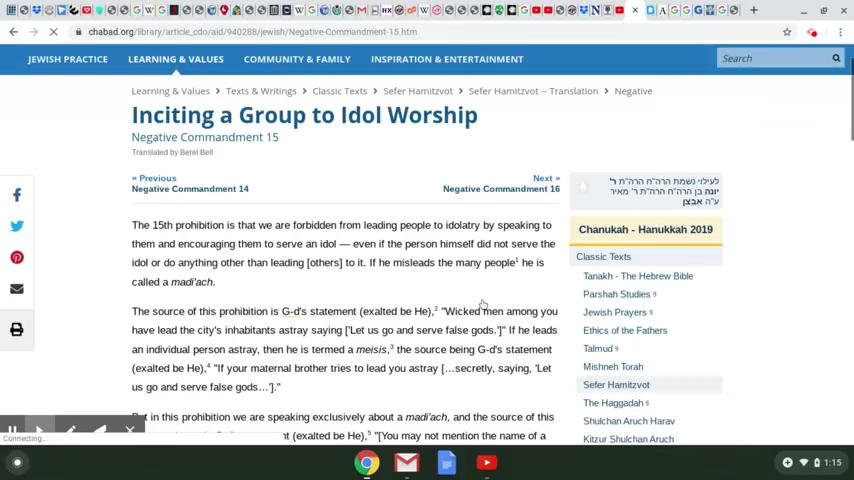 chabad.org/library/article_cdo/aid/940288/jewish/Negative-Commandment-15.htm
JEWISH PRACTICE LEARNING & VALUES COMMUNITY & FAMILY INSPIRATION & ENTERTAINMENT Search
Learning & Values Texts & Writings Classic Texts Sefer Hamitzvot Sefer Hamitzvot -- Translation Negative
Inciting a Group to Idol Worship
Negative Commandment 15
Translated by Berel Bell
« Previous
Negative Commandment 14
Next »
Negative Commandment 16
The 15th prohibition is that we are forbidden from leading people to idolatry by speaking to
them and encouraging them to serve an idol — even if the person himself did not serve the
idol or do anything other than leading [others] to it. If he misleads the many people1 he is
called a madi'ach.
The source of this prohibition is G-d's statement (exalted be He),2 "Wicked men among you
have lead the city's inhabitants astray saying ['Let us go and serve false gods.']" If he leads
an individual person astray, then he is termed a meisis,3 the source being G-d's statement
(exalted be He),4 "If your maternal brother tries to lead you astray […secretly, saying, 'Let
us go and serve false gods…']."
But in this prohibition we are speaking exclusively about a madi'ach, and the source of this
nt (exalted be He),5 "[You may not mention the name of a
לעילוי נשמת הרה"ח הרה"ת ר'
יונה בן הרה"ח הרה"ת ר' מאיר
ע"ה אבצן
Chanukah - Hanukkah 2019
Classic Texts
Tanakh - The Hebrew Bible
Parshah Studies
Jewish Prayers
Ethics of the Fathers
Talmud
Mishneh Torah
Sefer Hamitzvot
The Haggadah
Shulchan Aruch Harav
Kitzur Shulchan Aruch
Connecting...
1:15